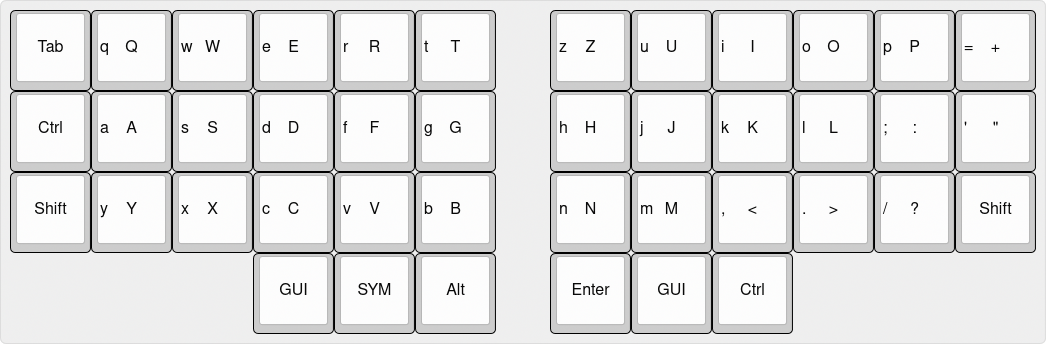 Tab q Q w W e E r R t T z Z u U i I o O p P = +
Ctrl a A s S d D f F g G h H j J k K l L ; : ' "
Shift y Y x X c C v V b B n N m M , < . > / ? Shift
GUI SYM Alt Enter GUI Ctrl